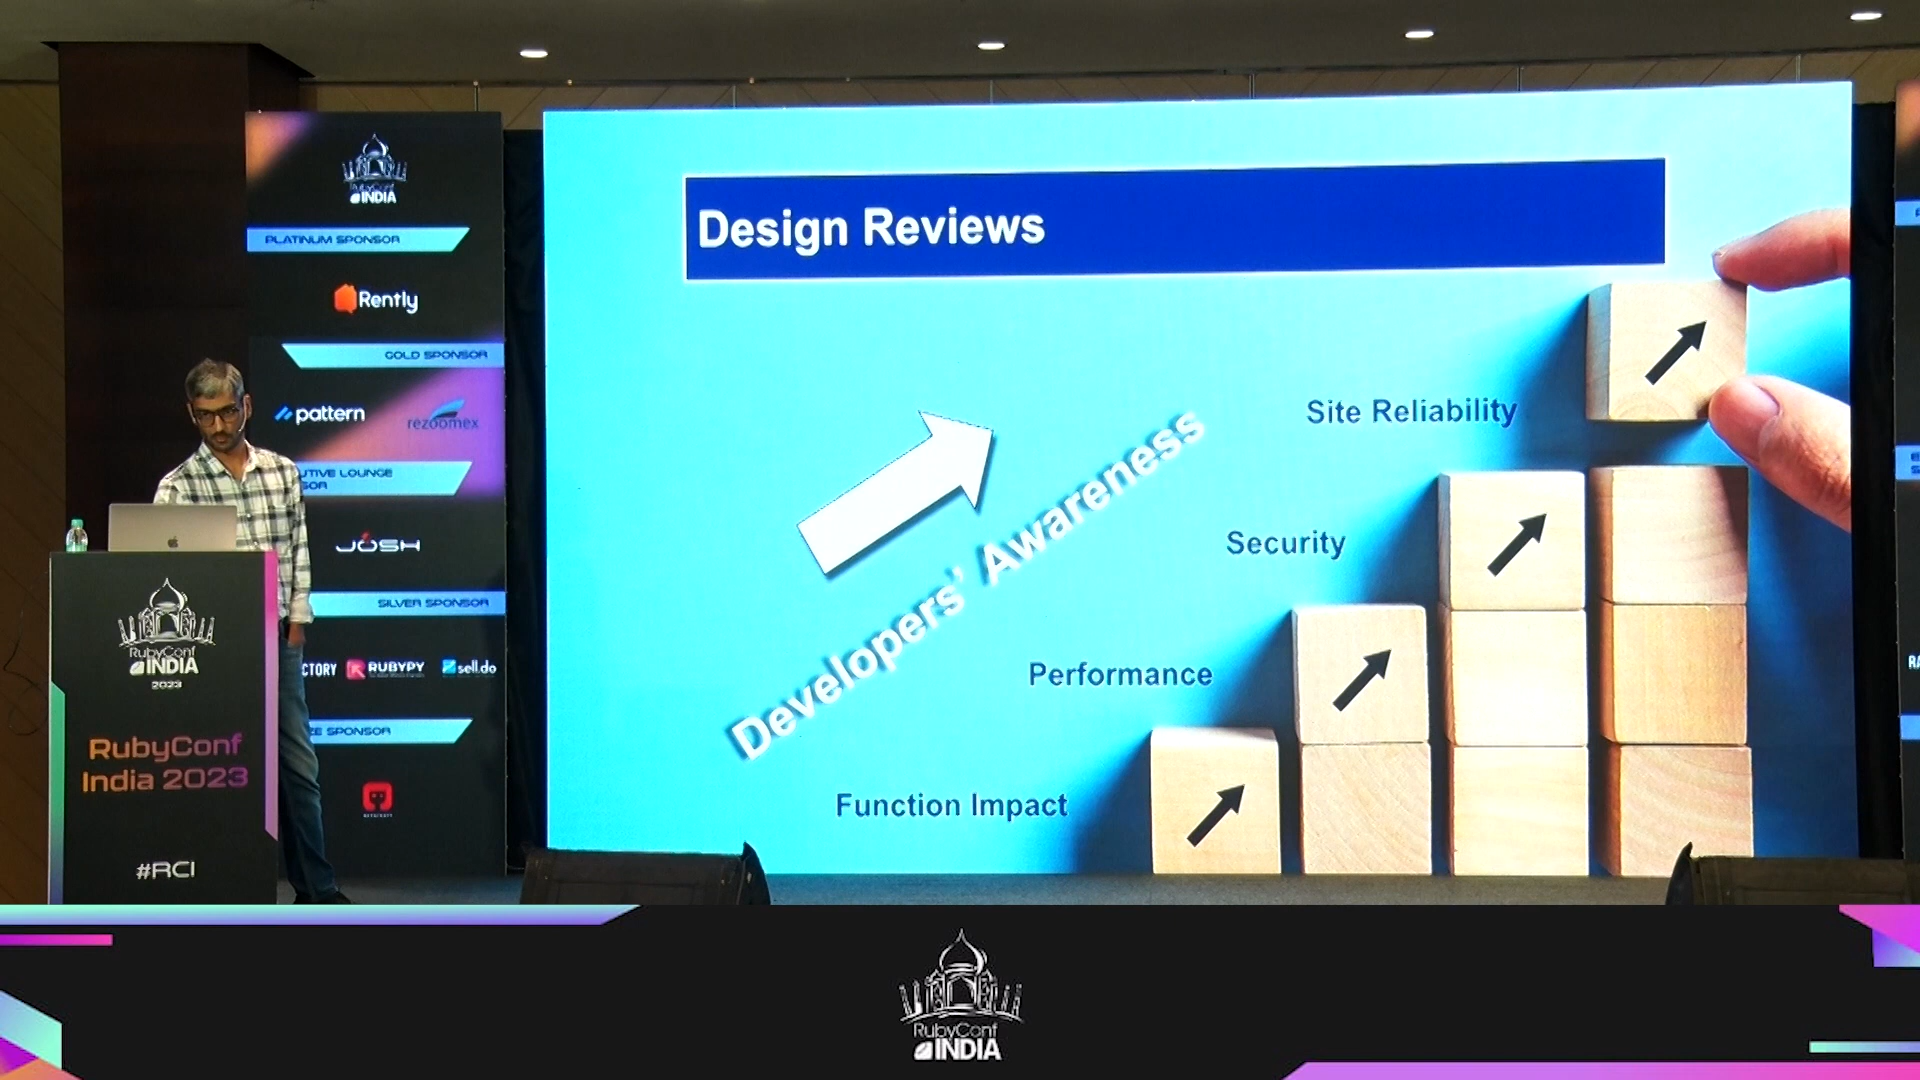 RubyConf
INDIA
PLATINUM SPONSOR
Rently
GOLD SPONSOR
pattern
rezoomex
UTIVE LOUNGE
SOR
JOSH
SILVER SPONSOR
CTORY
RUBYPY
sell.do
ZE SPONSOR
RubyConf
INDIA
2023
RubyConf
India 2023
#RCI
Design Reviews
Site Reliability
Security
Developers' Awareness
Performance
Function Impact
RubyConf
INDIA